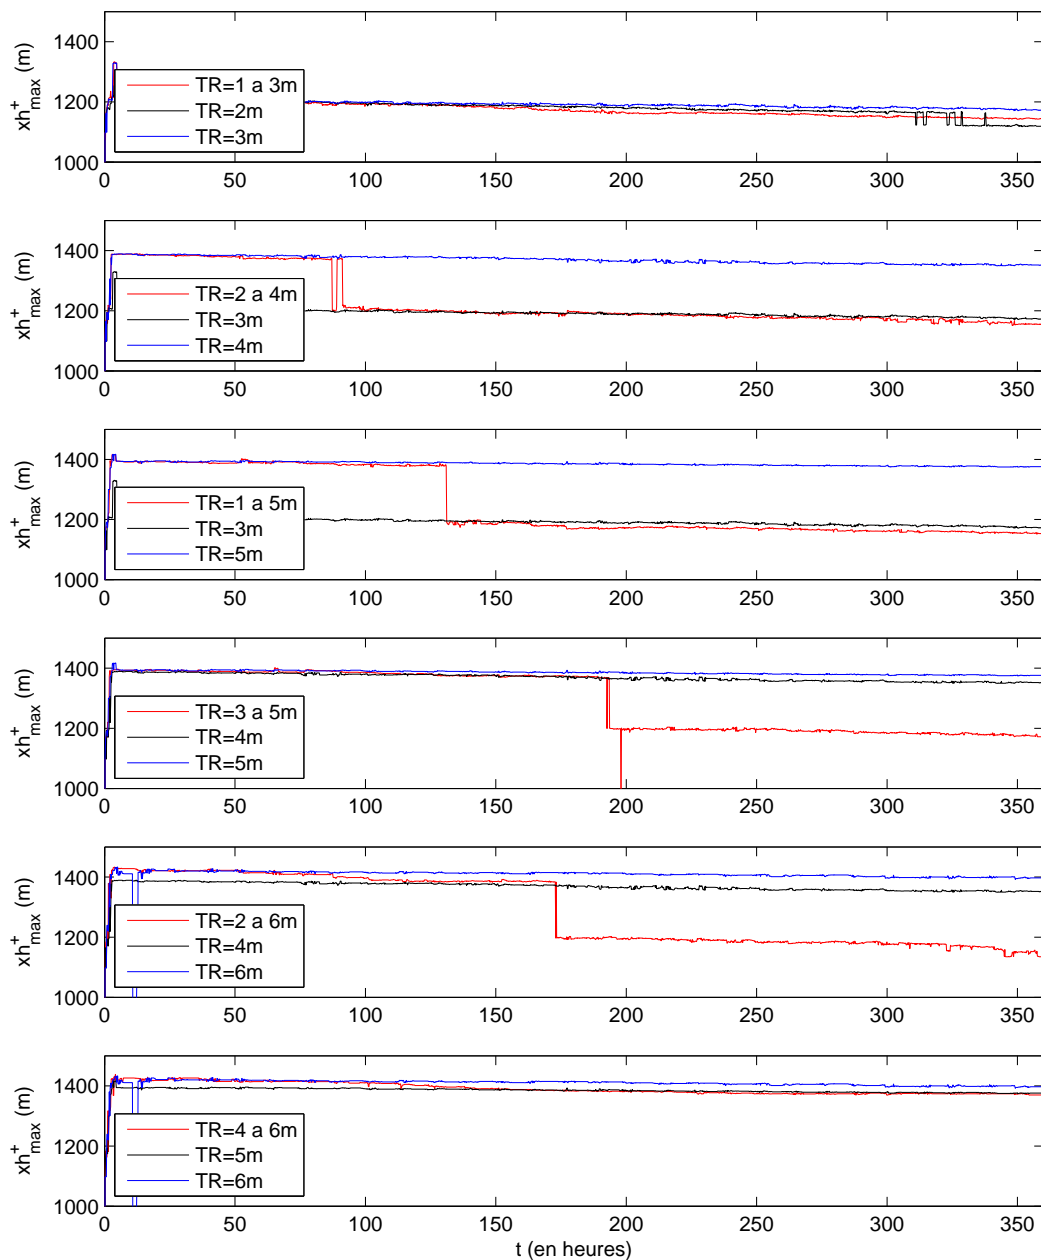 1400
1200
1000
xh+max (m)
TR=1 a 3m
TR=2m
TR=3m
0 50 100 150 200 250 300 350
1400
1200
1000
xh+max (m)
TR=2 a 4m
TR=3m
TR=4m
0 50 100 150 200 250 300 350
1400
1200
1000
xh+max (m)
TR=1 a 5m
TR=3m
TR=5m
0 50 100 150 200 250 300 350
1400
1200
1000
xh+max (m)
TR=3 a 5m
TR=4m
TR=5m
0 50 100 150 200 250 300 350
1400
1200
1000
xh+max (m)
TR=2 a 6m
TR=4m
TR=6m
0 50 100 150 200 250 300 350
1400
1200
1000
xh+max (m)
TR=4 a 6m
TR=5m
TR=6m
0 50 100 150 200 250 300 350
t (en heures)